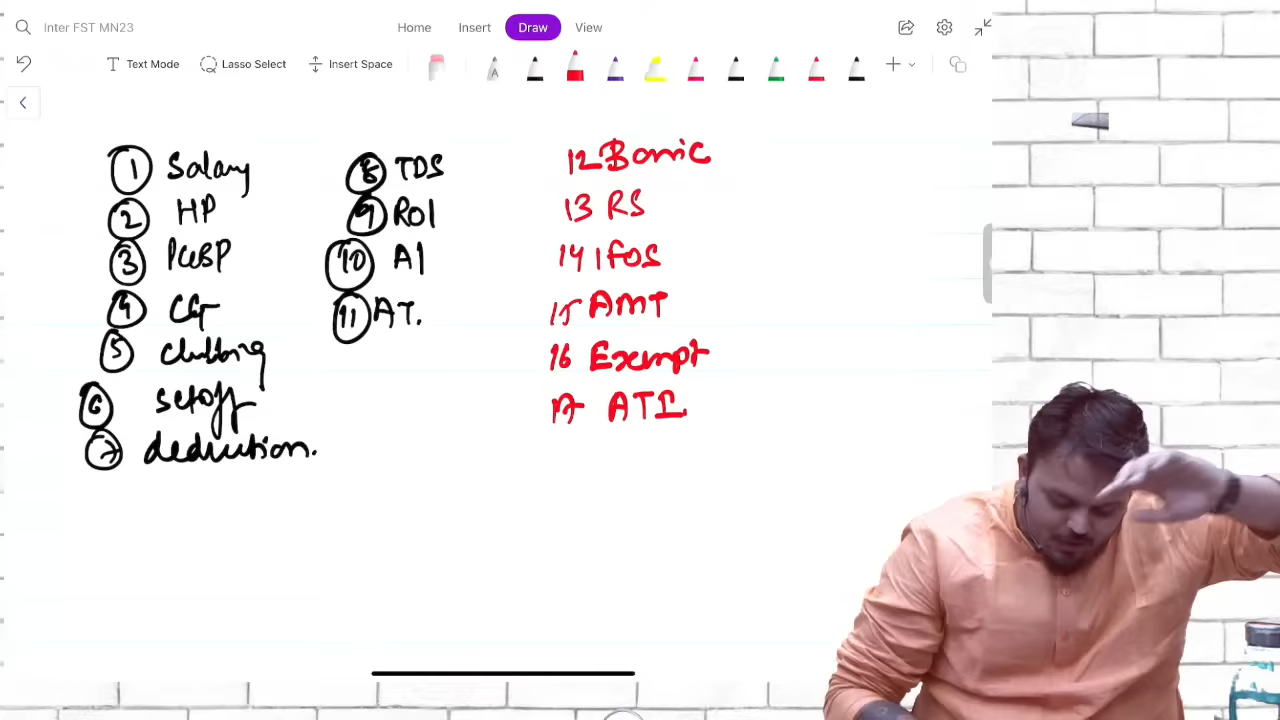 Inter FST MN23
Home Insert Draw View
Text Mode Lasso Select Insert Space
1 Salary
2 HP
3 PGBP
4 CG
5 clubbing
6 setoff
7 deduction.
8 TDS
9 ROI
10 AI
11 AT.
12 Basic
13 RS
14 IFOS
15 AMT
16 Exempt
17 ATI